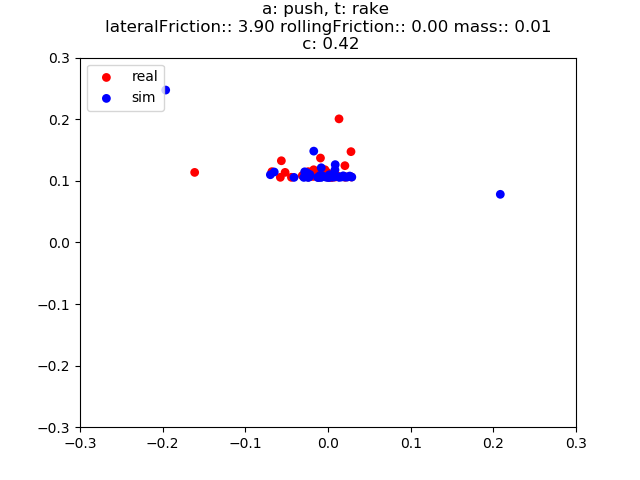 a: push, t: rake
lateralFriction:: 3.90 rollingFriction:: 0.00 mass:: 0.01
c: 0.42
real
sim
0.3
0.2
0.1
0.0
−0.1
−0.2
−0.3
−0.3 −0.2 −0.1 0.0 0.1 0.2 0.3